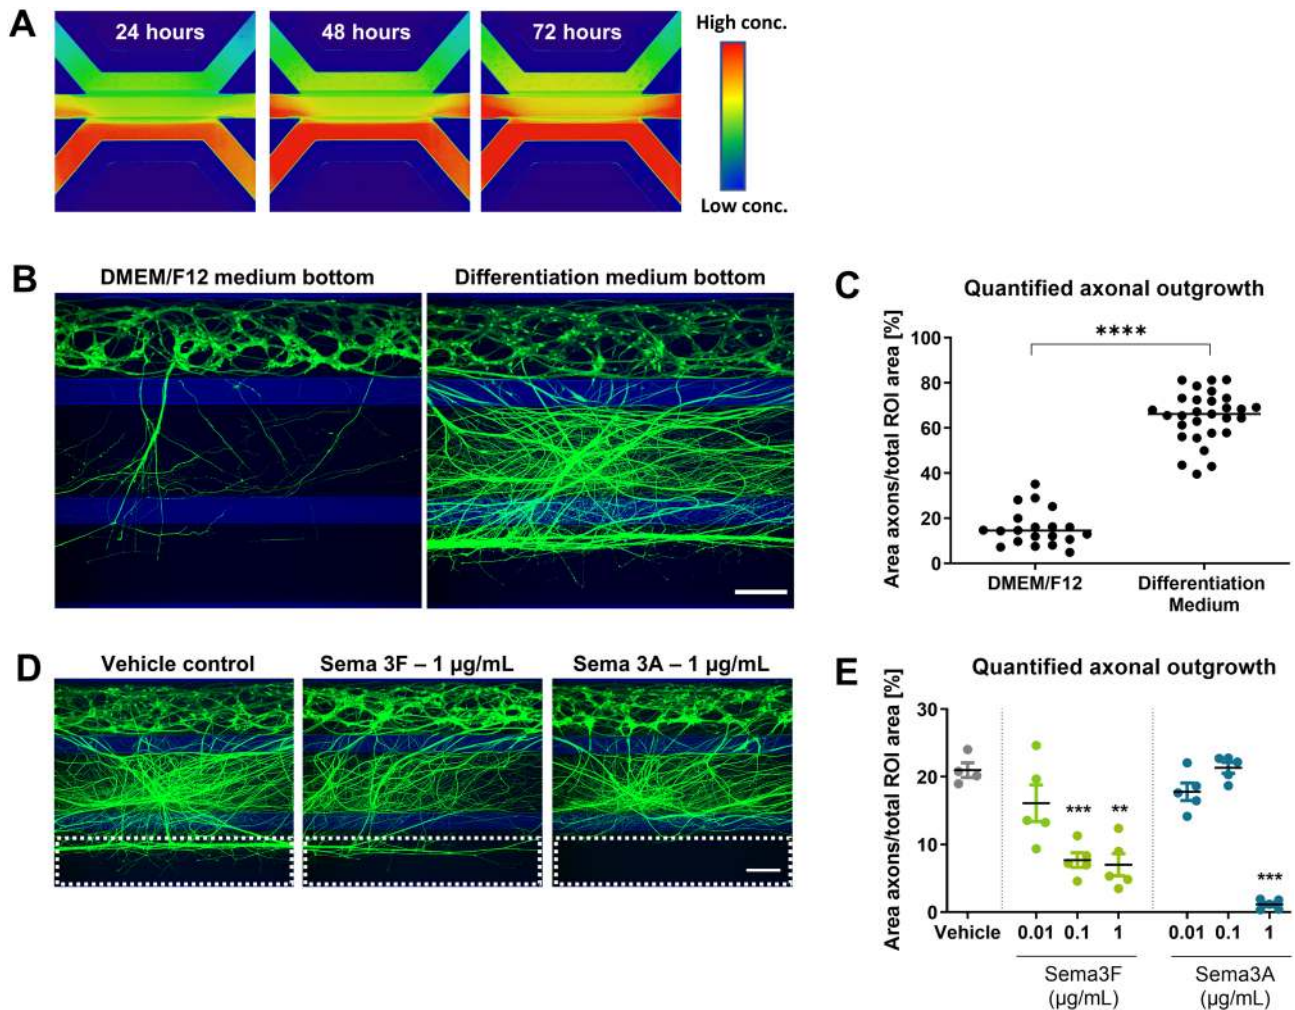 A
24 hours
48 hours
72 hours
High conc.
Low conc.
B
DMEM/F12 medium bottom
Differentiation medium bottom
C
Quantified axonal outgrowth
Area axons/total ROI area [%]
100
80
60
40
20
0
****
DMEM/F12
Differentiation
Medium
D
Vehicle control
Sema 3F – 1 µg/mL
Sema 3A – 1 µg/mL
E
Quantified axonal outgrowth
Area axons/total ROI area [%]
30
20
10
0
***
**
***
Vehicle
0.01 0.1 1
0.01 0.1 1
Sema3F
(µg/mL)
Sema3A
(µg/mL)